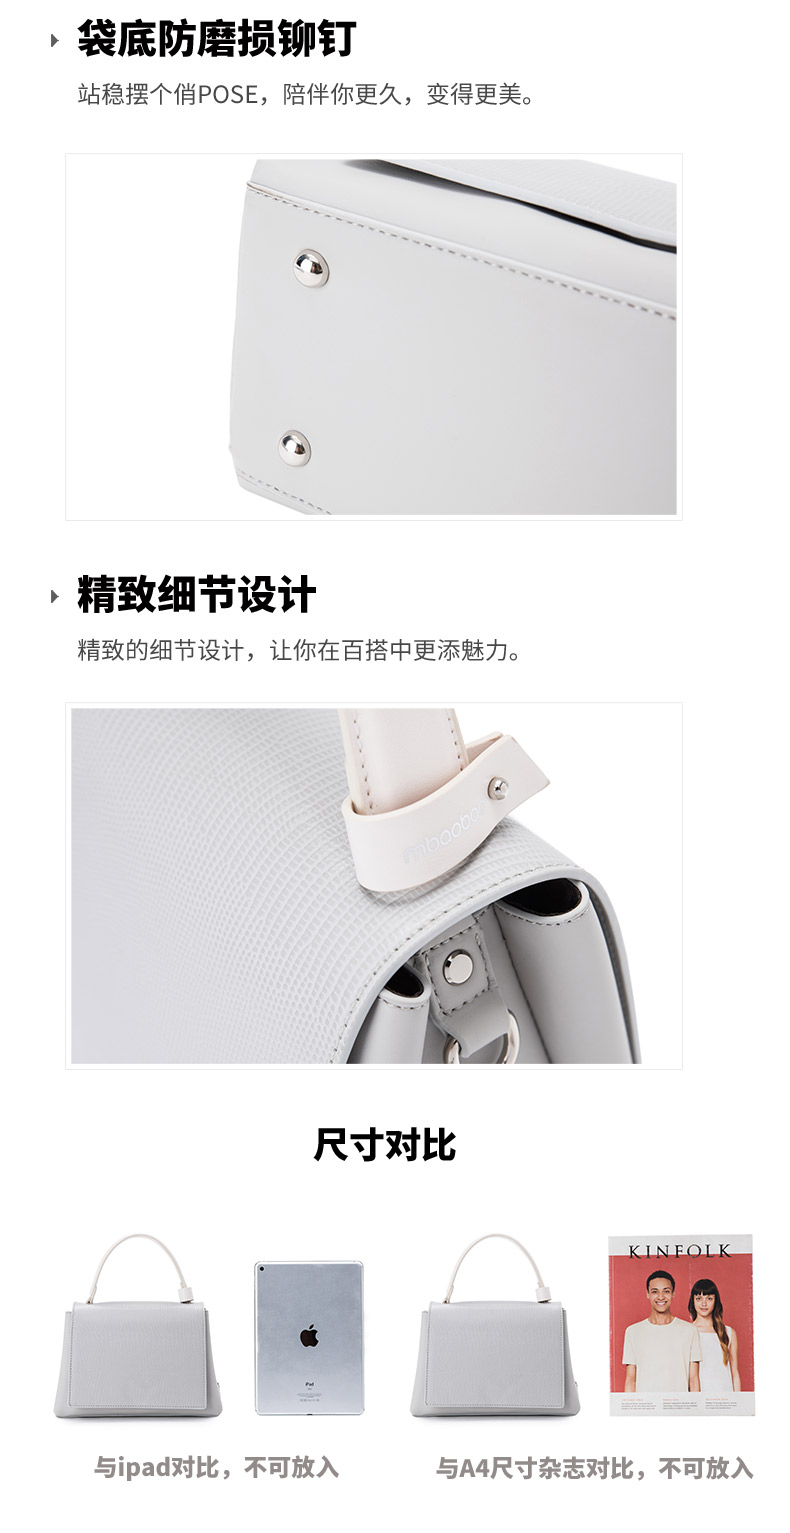 袋底防磨损铆钉
站稳摆个俏POSE，陪伴你更久，变得更美。
精致细节设计
精致的细节设计，让你在百搭中更添魅力。
尺寸对比
iPad
KINFOLK
与ipad对比，不可放入
与A4尺寸杂志对比，不可放入